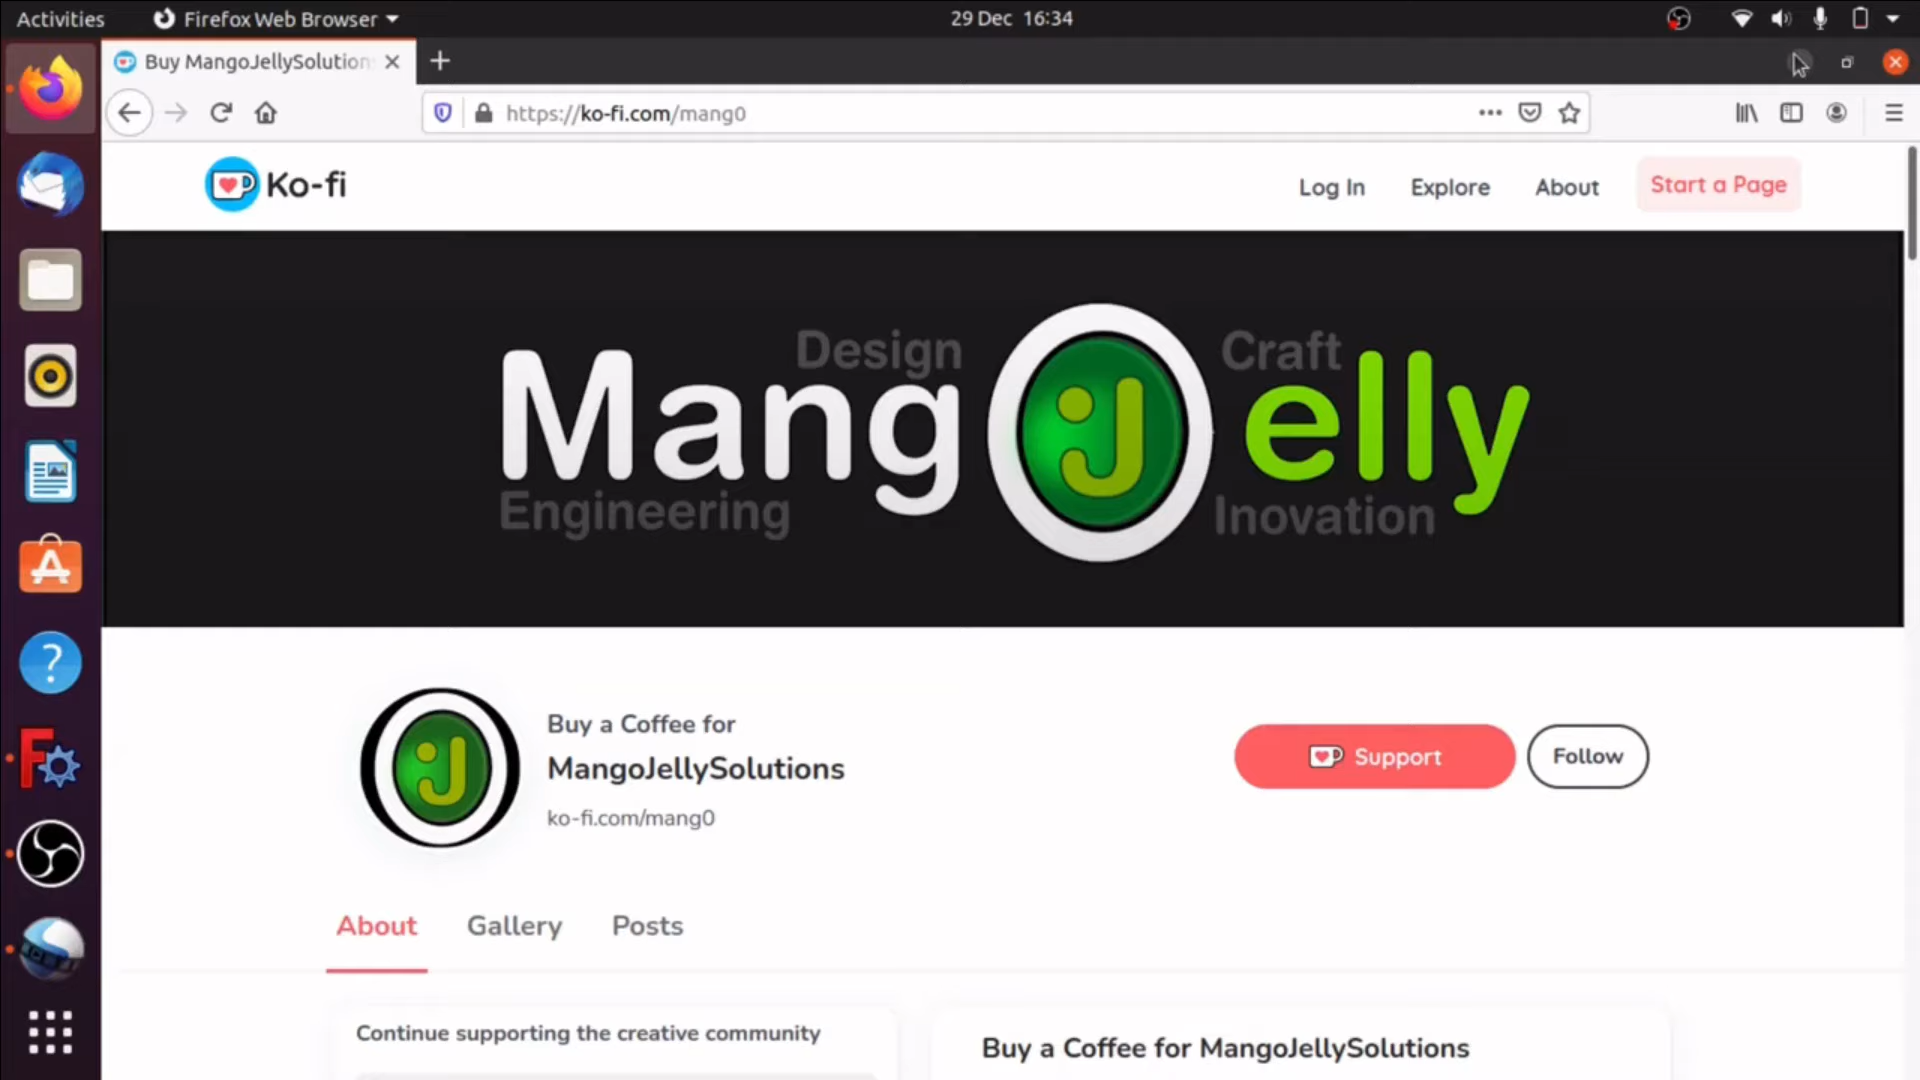 Activities
Firefox Web Browser
29 Dec 16:34
Buy MangoJellySolution
https://ko-fi.com/mang0
Ko-fi
Log In
Explore
About
Start a Page
Design
Craft
MangJelly
Engineering
Inovation
Buy a Coffee for
MangoJellySolutions
ko-fi.com/mang0
Support
Follow
About
Gallery
Posts
Continue supporting the creative community
Buy a Coffee for MangoJellySolutions